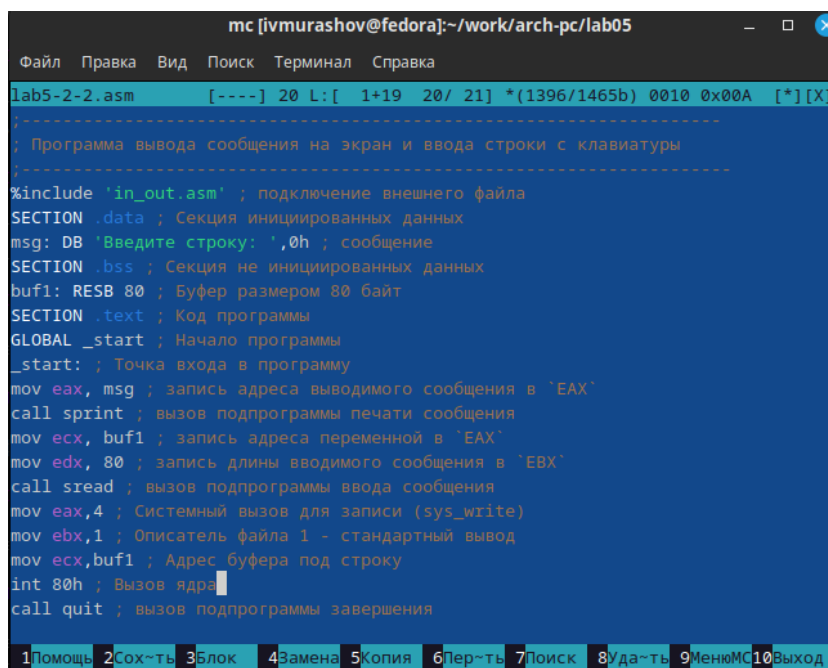 mc [ivmurashov@fedora]:~/work/arch-pc/lab05
Файл Правка Вид Поиск Терминал Справка
lab5-2-2.asm [----] 20 L:[ 1+19 20/ 21] *(1396/1465b) 0010 0x00A [*][X]
;--------------------------------------------------------------------
; Программа вывода сообщения на экран и ввода строки с клавиатуры
;---------------------------------------------------------------------
%include 'in_out.asm' ; подключение внешнего файла
SECTION .data ; Секция инициированных данных
msg: DB 'Введите строку: ',0h ; сообщение
SECTION .bss ; Секция не инициированных данных
buf1: RESB 80 ; Буфер размером 80 байт
SECTION .text ; Код программы
GLOBAL _start ; Начало программы
_start: ; Точка входа в программу
mov eax, msg ; запись адреса выводимого сообщения в `EAX`
call sprint ; вызов подпрограммы печати сообщения
mov ecx, buf1 ; запись адреса переменной в `EAX`
mov edx, 80 ; запись длины вводимого сообщения в `EBX`
call sread ; вызов подпрограммы ввода сообщения
mov eax,4 ; Системный вызов для записи (sys_write)
mov ebx,1 ; Описатель файла 1 - стандартный вывод
mov ecx,buf1 ; Адрес буфера под строку
int 80h ; Вызов ядра
call quit ; вызов подпрограммы завершения
1Помощь 2Сох~ть 3Блок 4Замена 5Копия 6Пер~ть 7Поиск 8Уда~ть 9МенюMC 10Выход